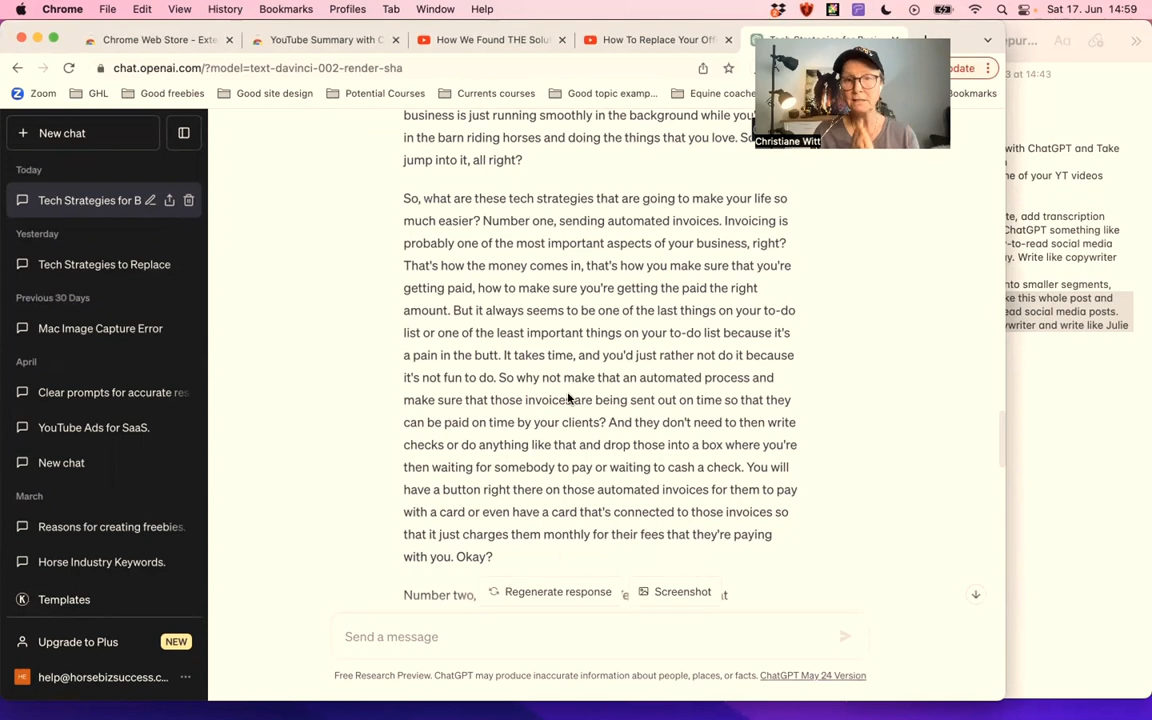 Chrome File Edit View History Bookmarks Profiles Tab Window Help Sat 17. Jun 14:59
Chrome Web Store - Exte
YouTube Summary with C
How We Found THE Solu
How To Replace Your Off
chat.openai.com/?model=text-davinci-002-render-sha
Zoom GHL Good freebies Good site design Potential Courses Currents courses Good topic examp... Equine coache
Bookmarks
Christiane Witt
3 at 14:43
New chat
Today
Tech Strategies for B
Yesterday
Tech Strategies to Replace
Previous 30 Days
Mac Image Capture Error
April
Clear prompts for accurate res
YouTube Ads for SaaS.
New chat
March
Reasons for creating freebies.
Horse Industry Keywords.
Templates
Upgrade to Plus NEW
HE help@horsebizsuccess.c... ...
business is just running smoothly in the background while you
in the barn riding horses and doing the things that you love. So
jump into it, all right?
So, what are these tech strategies that are going to make your life so
much easier? Number one, sending automated invoices. Invoicing is
probably one of the most important aspects of your business, right?
That's how the money comes in, that's how you make sure that you're
getting paid, how to make sure you're getting the paid the right
amount. But it always seems to be one of the last things on your to-do
list or one of the least important things on your to-do list because it's
a pain in the butt. It takes time, and you'd just rather not do it because
it's not fun to do. So why not make that an automated process and
make sure that those invoices are being sent out on time so that they
can be paid on time by your clients? And they don't need to then write
checks or do anything like that and drop those into a box where you're
then waiting for somebody to pay or waiting to cash a check. You will
have a button right there on those automated invoices for them to pay
with a card or even have a card that's connected to those invoices so
that it just charges them monthly for their fees that they're paying
with you. Okay?
Number two,
Regenerate response
Screenshot
Send a message
Free Research Preview. ChatGPT may produce inaccurate information about people, places, or facts. ChatGPT May 24 Version
with ChatGPT and Take
ne of your YT videos
te, add transcription
ChatGPT something like
-to-read social media
y. Write like copywriter
nto smaller segments,
ke this whole post and
ead social media posts.
ywriter and write like Julie